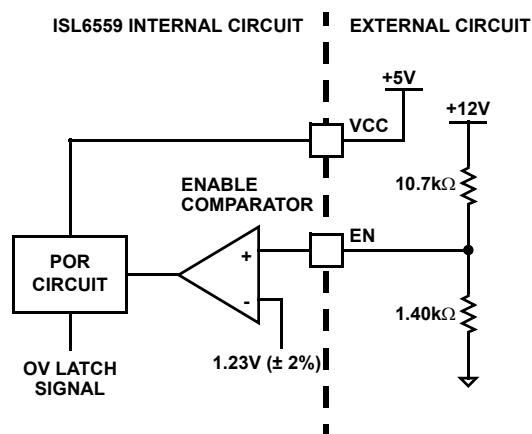 ISL6559 INTERNAL CIRCUIT
EXTERNAL CIRCUIT
+5V
+12V
VCC
10.7kΩ
ENABLE
COMPARATOR
EN
+
POR
CIRCUIT
-
1.40kΩ
1.23V (± 2%)
OV LATCH
SIGNAL